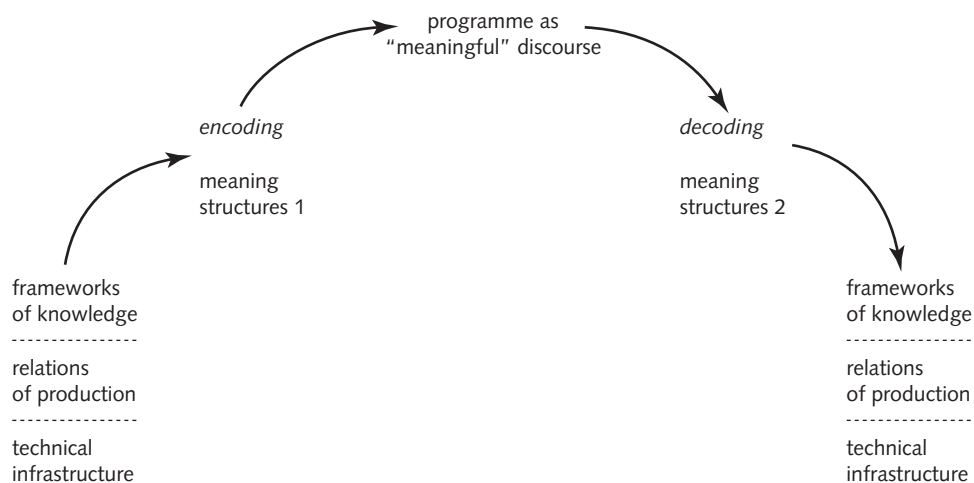 programme as
“meaningful” discourse
encoding
meaning
structures 1
decoding
meaning
structures 2
frameworks
of knowledge
relations
of production
technical
infrastructure
frameworks
of knowledge
relations
of production
technical
infrastructure